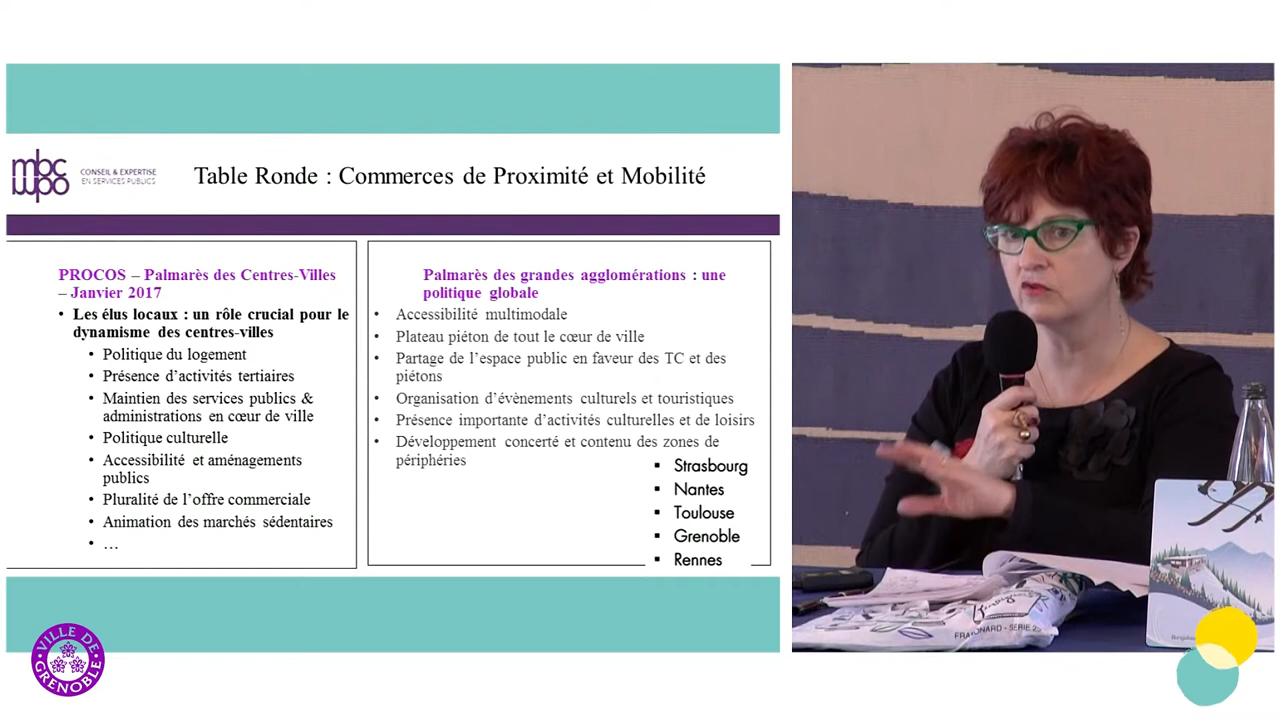 mbc
CONSEIL & EXPERTISE
EN SERVICES PUBLICS
Table Ronde : Commerces de Proximité et Mobilité
PROCOS – Palmarès des Centres-Villes
– Janvier 2017
• Les élus locaux : un rôle crucial pour le
dynamisme des centres-villes
• Politique du logement
• Présence d’activités tertiaires
• Maintien des services publics &
administrations en cœur de ville
• Politique culturelle
• Accessibilité et aménagements
publics
• Pluralité de l’offre commerciale
• Animation des marchés sédentaires
• …
Palmarès des grandes agglomérations : une
politique globale
• Accessibilité multimodale
• Plateau piéton de tout le cœur de ville
• Partage de l’espace public en faveur des TC et des
piétons
• Organisation d’évènements culturels et touristiques
• Présence importante d’activités culturelles et de loisirs
• Développement concerté et contenu des zones de
périphéries
▪ Strasbourg
▪ Nantes
▪ Toulouse
▪ Grenoble
▪ Rennes
VILLE DE
GRENOBLE